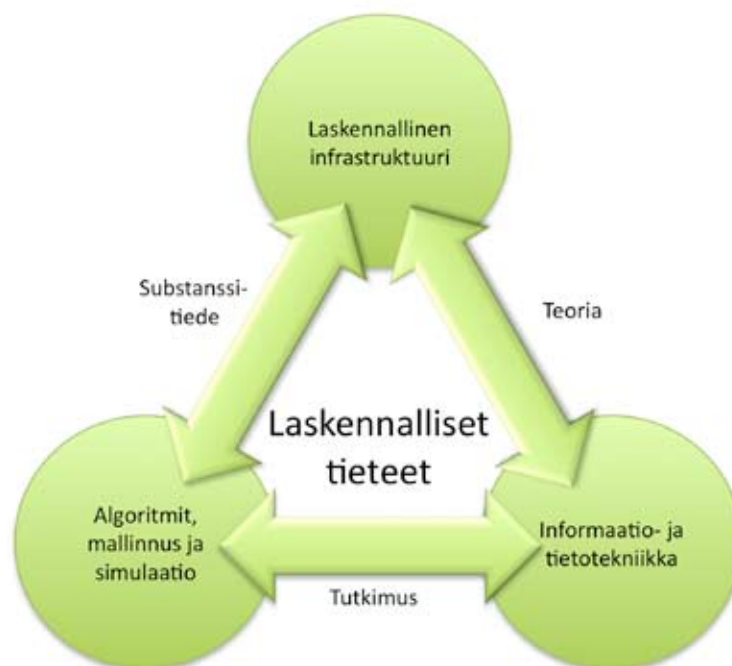 Laskennallinen
infrastruktuuri
Substanssi-
tiede
Teoria
Laskennalliset
tieteet
Algoritmit,
mallinnus ja
simulaatio
Informaatio- ja
tietotekniikka
Tutkimus